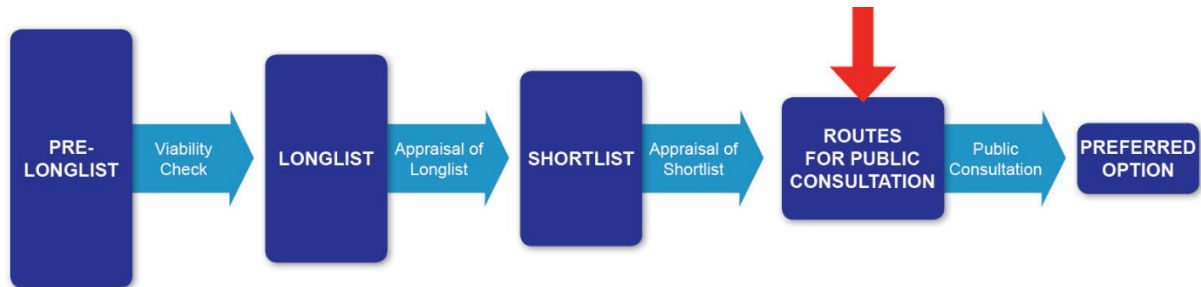 PRE-
LONGLIST
Viability
Check
LONGLIST
Appraisal of
Longlist
SHORTLIST
Appraisal of
Shortlist
ROUTES
FOR PUBLIC
CONSULTATION
Public
Consultation
PREFERRED
OPTION